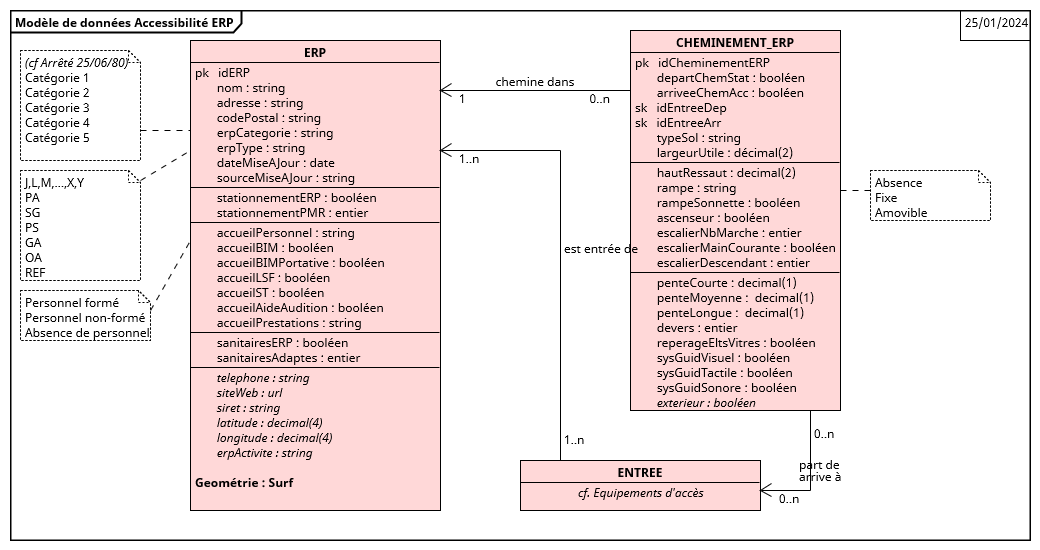 Modèle de données Accessibilité ERP
25/01/2024
(cf Arrêté 25/06/80)
Catégorie 1
Catégorie 2
Catégorie 3
Catégorie 4
Catégorie 5
J,L,M,...,X,Y
PA
SG
PS
GA
OA
REF
Personnel formé
Personnel non-formé
Absence de personnel
ERP
pk idERP
nom : string
adresse : string
codePostal : string
erpCategorie : string
erpType : string
dateMiseAJour : date
sourceMiseAJour : string
stationnementERP : booléen
stationnementPMR : entier
accueilPersonnel : string
accueilBIM : booléen
accueilBIMPortative : booléen
accueilLSF : booléen
accueilST : booléen
accueilAideAudition : booléen
accueilPrestations : string
sanitairesERP : booléen
sanitairesAdaptes : entier
telephone : string
siteWeb : url
siret : string
latitude : decimal(4)
longitude : decimal(4)
erpActivite : string
Geométrie : Surf
chemine dans
1
0..n
1..n
est entrée de
1..n
CHEMINEMENT_ERP
pk idCheminementERP
departChemStat : booléen
arriveeChemAcc : booléen
sk idEntreeDep
sk idEntreeArr
typeSol : string
largeurUtile : décimal(2)
hautRessaut : decimal(2)
rampe : string
rampeSonnette : booléen
ascenseur : booléen
escalierNbMarche : entier
escalierMainCourante : booléen
escalierDescendant : entier
penteCourte : decimal(1)
penteMoyenne : decimal(1)
penteLongue : decimal(1)
devers : entier
reperageEltsVitres : booléen
sysGuidVisuel : booléen
sysGuidTactile : booléen
sysGuidSonore : booléen
exterieur : booléen
Absence
Fixe
Amovible
0..n
part de
arrive à
0..n
ENTREE
cf. Equipements d'accès